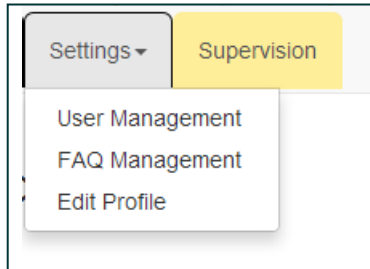 Settings Supervision
User Management
FAQ Management
Edit Profile